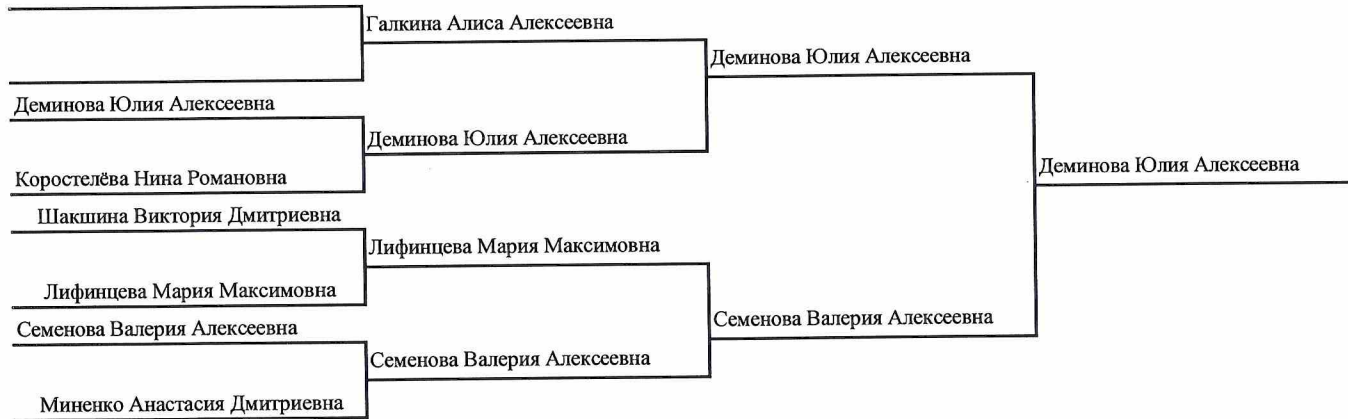 Галкина Алиса Алексеевна
Деминова Юлия Алексеевна
Деминова Юлия Алексеевна
Деминова Юлия Алексеевна
Коростелёва Нина Романовна
Деминова Юлия Алексеевна
Шакшина Виктория Дмитриевна
Лифинцева Мария Максимовна
Лифинцева Мария Максимовна
Семенова Валерия Алексеевна
Семенова Валерия Алексеевна
Семенова Валерия Алексеевна
Миненко Анастасия Дмитриевна